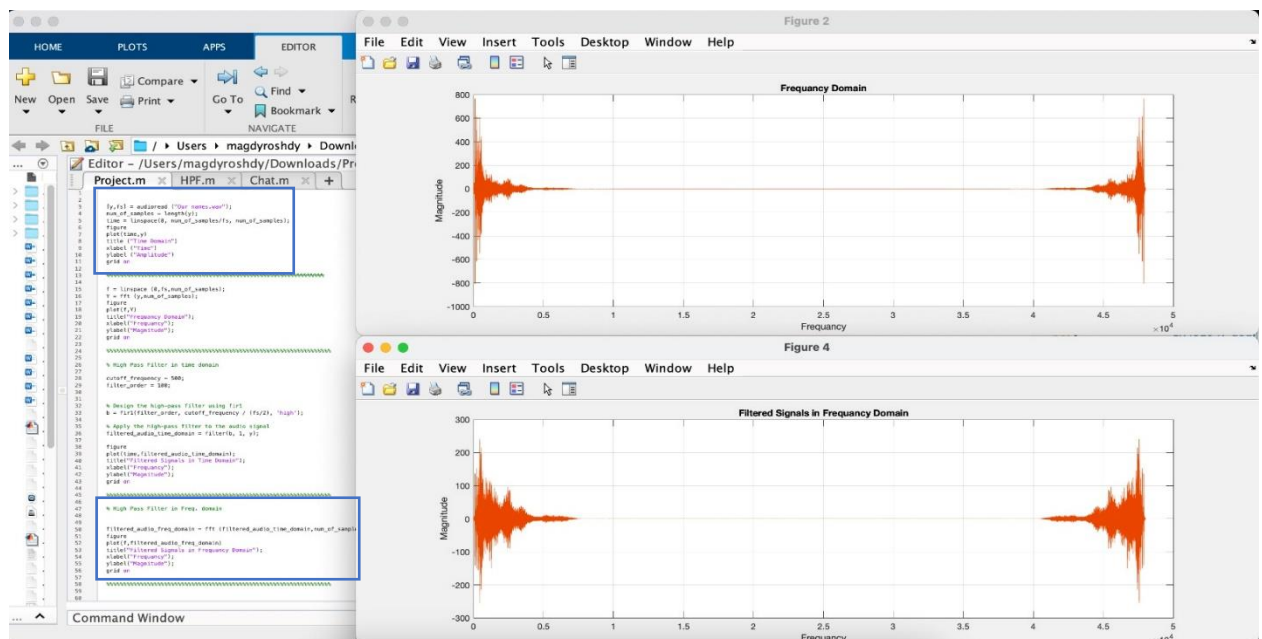 HOME PLOTS APPS EDITOR
New Open Save Compare Print Go To Find Bookmark R
FILE NAVIGATE
/ Users magdyroshdy Downl
Editor - /Users/magdyroshdy/Downloads/Pr
Project.m HPF.m Chat.m +
[y,fs] = audioread ("Our names.wav");
num_of_samples = length(y);
time = linspace(0, num_of_samples/fs, num_of_samples);
figure
plot(time,y)
title ("Time Domain")
xlabel ("Time")
ylabel ("Amplitude")
grid on
f = linspace (0,fs,num_of_samples);
Y = fft (y,num_of_samples);
figure
plot(f,Y)
title("Frequancy Domain");
xlabel("Frequancy");
ylabel("Magnitude");
grid on
% High Pass Filter in time domain
cutoff_frequency = 500;
filter_order = 100;
% Design the high-pass filter using fir1
b = fir1(filter_order, cutoff_frequency / (fs/2), 'high');
% Apply the high-pass filter to the audio signal
filtered_audio_time_domain = filter(b, 1, y);
figure
plot(time,filtered_audio_time_domain);
title("Filtered Signals in Time Domain");
xlabel("Frequancy");
ylabel("Magnitude");
grid on
% High Pass Filter in Freq. domain
filtered_audio_freq_domain = fft (filtered_audio_time_domain,num_of_sampl
figure
plot(f,filtered_audio_freq_domain)
title("Filtered Signals in Frequancy Domain");
xlabel("Frequancy");
ylabel("Magnitude");
grid on
Command Window
Figure 2
File Edit View Insert Tools Desktop Window Help
Frequancy Domain
Magnitude
800
600
400
200
0
-200
-400
-600
-800
-1000
0 0.5 1 1.5 2 2.5 3 3.5 4 4.5 5
Frequancy
×10⁴
Figure 4
File Edit View Insert Tools Desktop Window Help
Filtered Signals in Frequancy Domain
Magnitude
300
200
100
0
-100
-200
-300
0 0.5 1 1.5 2 2.5 3 3.5 4 4.5 5
Frequancy